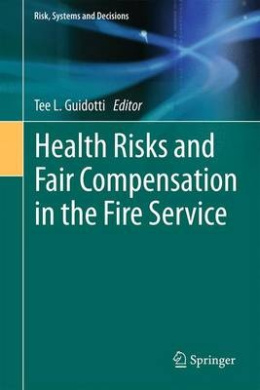 Risk, Systems and Decisions
Tee L. Guidotti Editor
Health Risks and
Fair Compensation
in the Fire Service
Springer